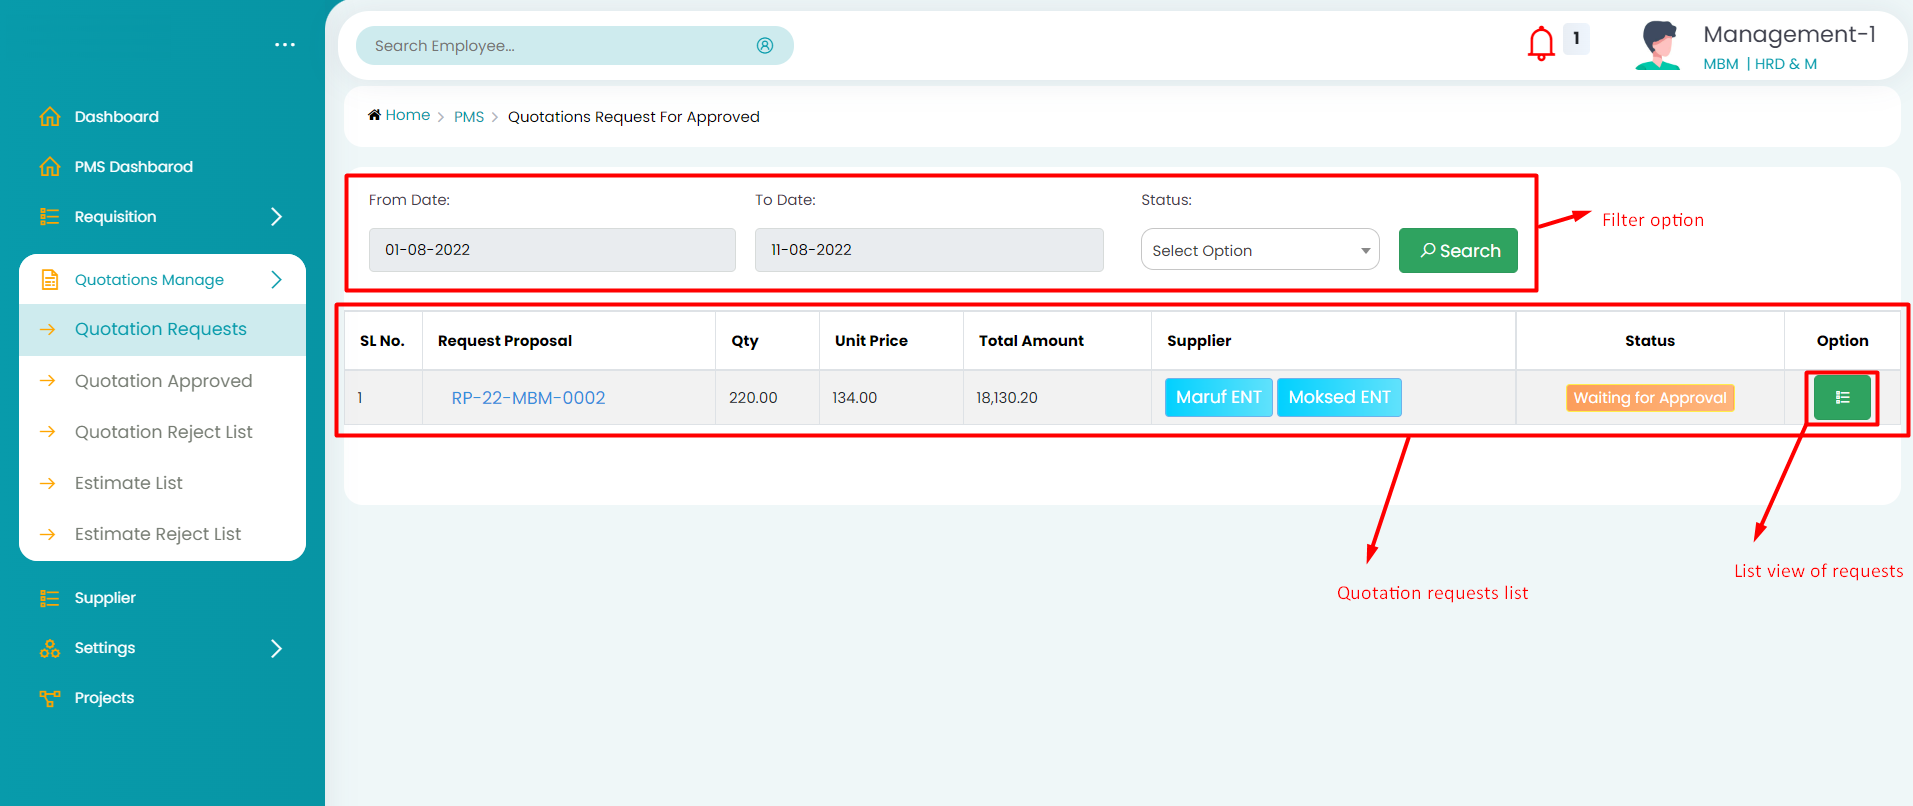 Search Employee...
1
Management-1
MBM | HRD & M
Dashboard
PMS Dashbarod
Requisition
Quotations Manage
Quotation Requests
Quotation Approved
Quotation Reject List
Estimate List
Estimate Reject List
Supplier
Settings
Projects
Home > PMS > Quotations Request For Approved
From Date: To Date: Status:
01-08-2022 11-08-2022 Select Option Search
Filter option
SL No. Request Proposal Qty Unit Price Total Amount Supplier Status Option
1 RP-22-MBM-0002 220.00 134.00 18,130.20 Maruf ENT Moksed ENT Waiting for Approval
List view of requests
Quotation requests list